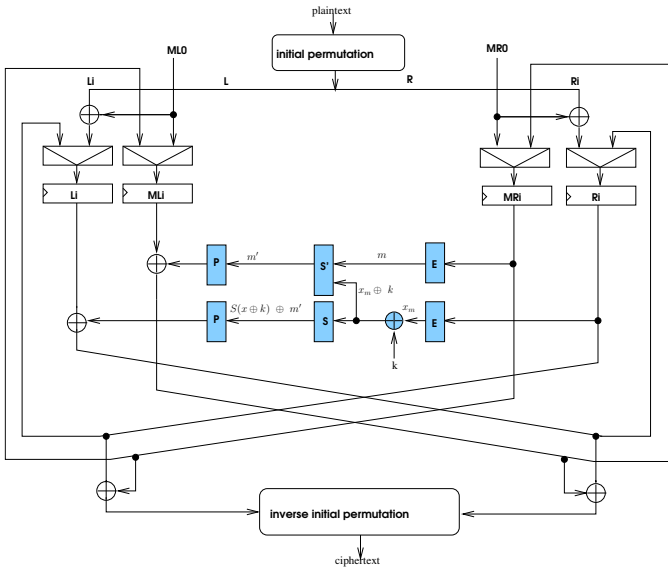 plaintext
initial permutation
ML0
MR0
Li
L
R
Ri
Li
MLi
MRi
Ri
P
m′
S'
m
E
x_m ⊕ k
S(x⊕k) ⊕ m′
x_m
P
S
E
k
inverse initial permutation
ciphertext